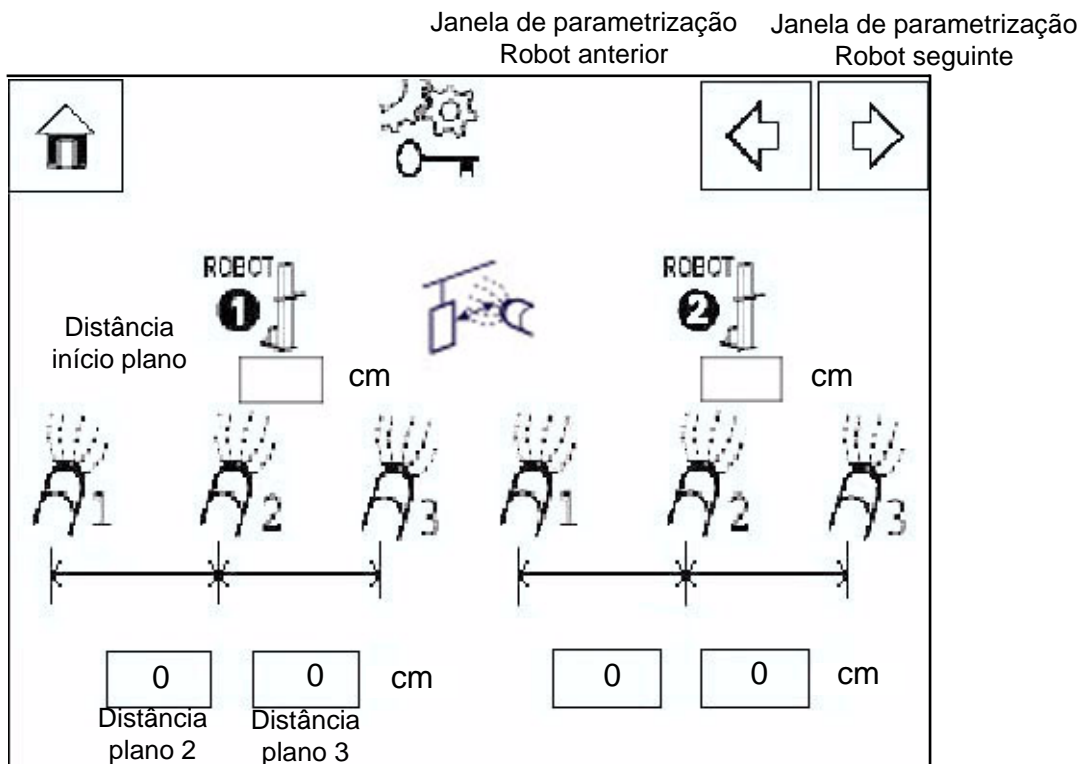 Janela de parametrização
Robot anterior
Janela de parametrização
Robot seguinte
ROBOT
1
ROBOT
2
Distância
início plano
cm
cm
1
2
3
1
2
3
0
0
cm
0
0
cm
Distância
plano 2
Distância
plano 3